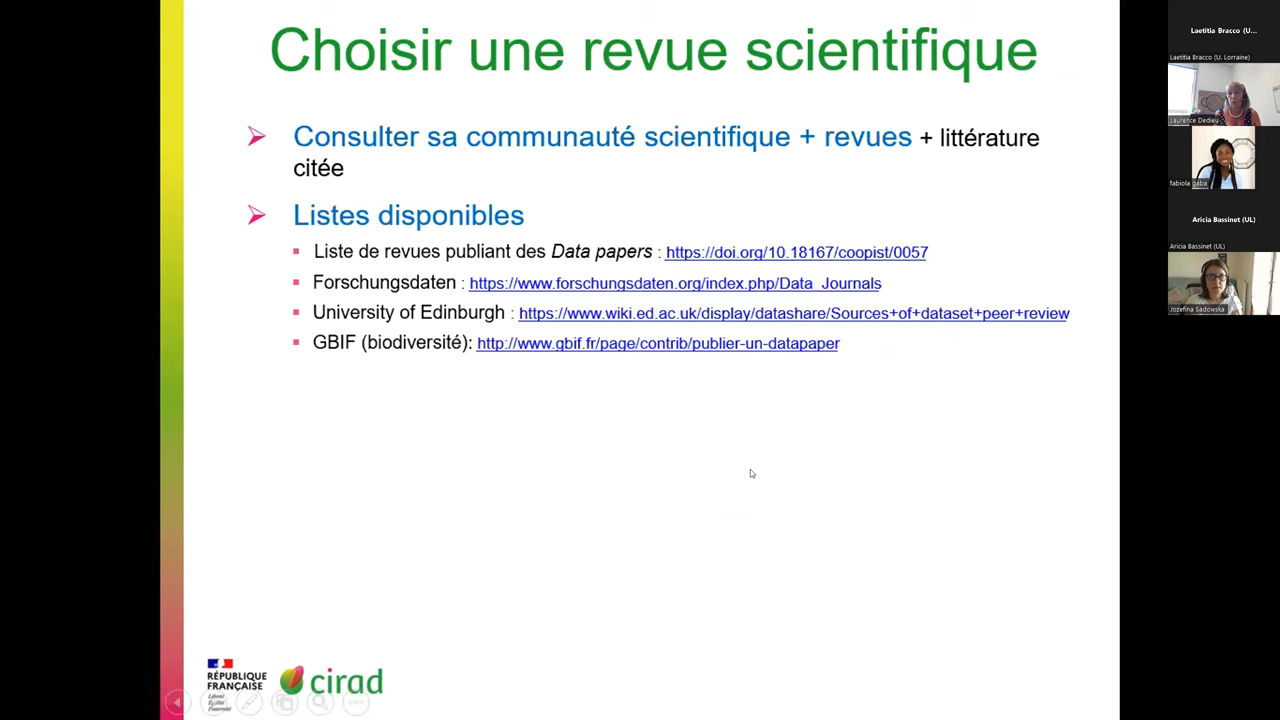 Choisir une revue scientifique
Consulter sa communauté scientifique + revues + littérature
citée
Listes disponibles
Liste de revues publiant des Data papers : https://doi.org/10.18167/coopist/0057
Forschungsdaten : https://www.forschungsdaten.org/index.php/Data_Journals
University of Edinburgh : https://www.wiki.ed.ac.uk/display/datashare/Sources+of+dataset+peer+review
GBIF (biodiversité): http://www.gbif.fr/page/contrib/publier-un-datapaper
RÉPUBLIQUE
FRANÇAISE
Liberté
Égalité
Fraternité
cirad
Laetitia Bracco (U...
Laetitia Bracco (U. Lorraine)
Laurence Dedieu
fabiola gaba
Aricia Bassinet (UL)
Aricia Bassinet (UL)
Jozefina Sadowska